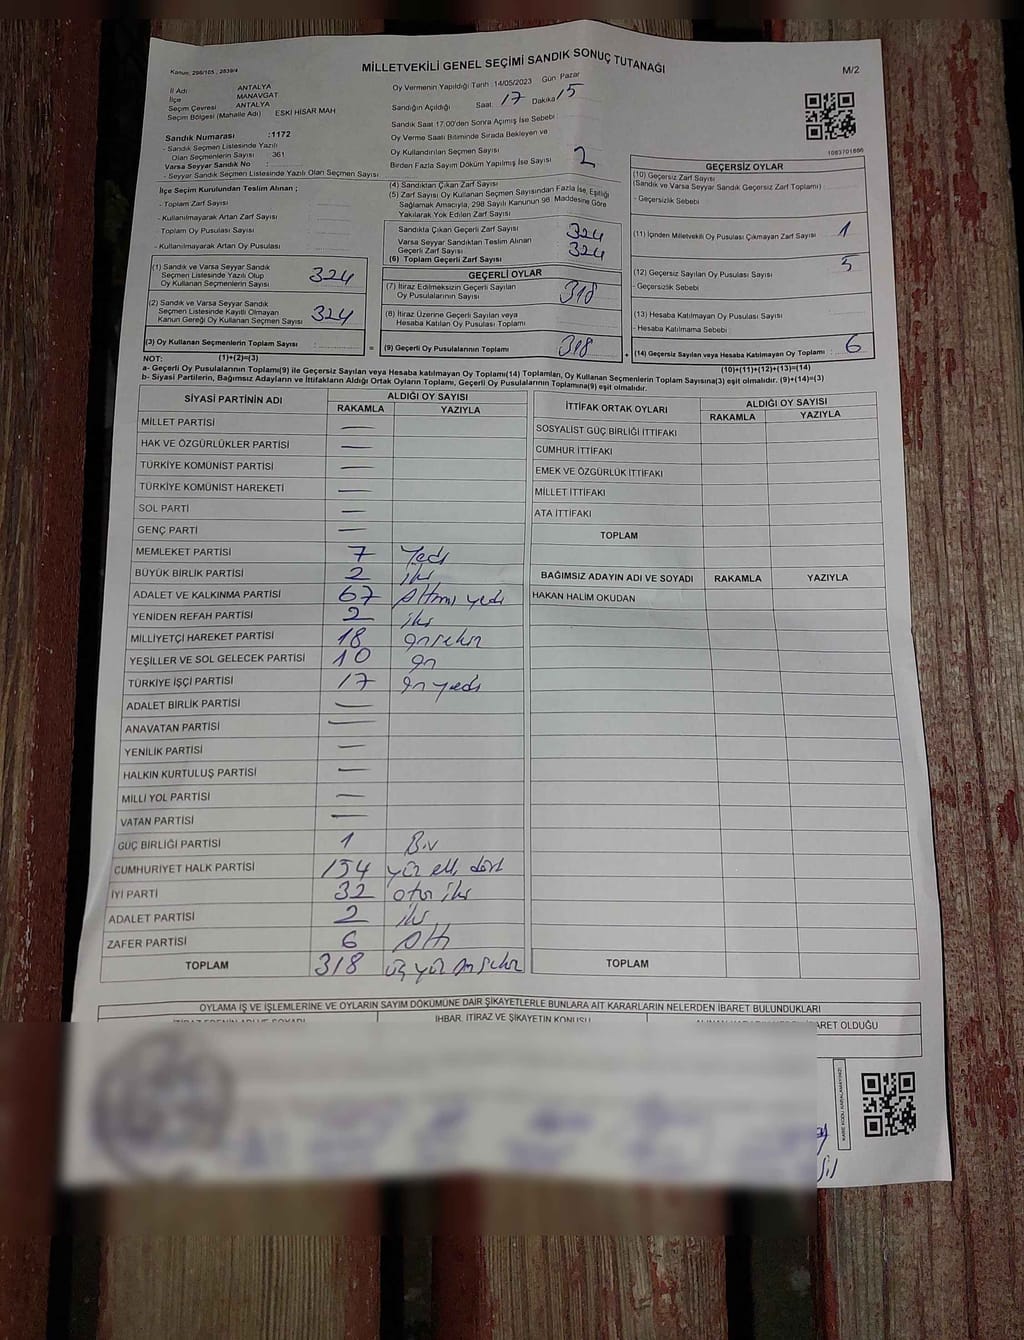 MİLLETVEKİLİ GENEL SEÇİMİ SANDIK SONUÇ TUTANAĞI
M/2
Kanun: 298/105 , 2839/4
İl Adı ANTALYA
İlçe MANAVGAT
Seçim Çevresi ANTALYA
Seçim Bölgesi (Mahalle Adı) ESKİ HİSAR MAH
Sandık Numarası :1172
- Sandık Seçmen Listesinde Yazılı
Olan Seçmenlerin Sayısı 361
Varsa Seyyar Sandık No :
- Seyyar Sandık Seçmen Listesinde Yazılı Olan Seçmen Sayısı
Oy Vermenin Yapıldığı Tarih :14/05/2023 Gün Pazar
Sandığın Açıldığı Saat 17 Dakika 15
Sandık Saat 17:00'den Sonra Açımış İse Sebebi
Oy Verme Saati Bitiminde Sırada Bekleyen ve
Oy Kullandırılan Seçmen Sayısı
Birden Fazla Sayım Döküm Yapılmış İse Sayısı 2
1083701866
İlçe Seçim Kurulundan Teslim Alınan ;
- Toplam Zarf Sayısı
- Kullanılmayarak Artan Zarf Sayısı
- Toplam Oy Pusulası Sayısı
- Kullanılmayarak Artan Oy Pusulası
(4) Sandıktan Çıkan Zarf Sayısı
(5) Zarf Sayısı Oy Kullanan Seçmen Sayısından Fazla İse, Eşitliği
Sağlamak Amacıyla, 298 Sayılı Kanunun 98 Maddesine Göre
Yakılarak Yok Edilen Zarf Sayısı
Sandıkla Çıkan Geçerli Zarf Sayısı 324
Varsa Seyyar Sandıktan Teslim Alınan
Geçerli Zarf Sayısı 324
(6) Toplam Geçerli Zarf Sayısı
GEÇERSİZ OYLAR
(10) Geçersiz Zarf Sayısı
(Sandık ve Varsa Seyyar Sandık Geçersiz Zarf Toplamı)
- Geçersizlik Sebebi
(11) İçinden Milletvekili Oy Pusulası Çıkmayan Zarf Sayısı 1
(12) Geçersiz Sayılan Oy Pusulası Sayısı 5
- Geçersizlik Sebebi
(13) Hesaba Katılmayan Oy Pusulası Sayısı
- Hesaba Katılmama Sebebi
(14) Geçersiz Sayılan veya Hesaba Katılmayan Oy Toplamı : 6
(1) Sandık ve Varsa Seyyar Sandık
Seçmen Listesinde Yazılı Olup
Oy Kullanan Seçmenlerin Sayısı 324
(2) Sandık ve Varsa Seyyar Sandık
Seçmen Listesinde Kayıtlı Olmayan
Kanun Gereği Oy Kullanan Seçmen Sayısı 324
(3) Oy Kullanan Seçmenlerin Toplam Sayısı :
=
GEÇERLİ OYLAR
(7) İtiraz Edilmeksizin Geçerli Sayılan
Oy Pusulalarının Sayısı 318
(8) İtiraz Üzerine Geçerli Sayılan veya
Hesaba Katılan Oy Pusulası Toplamı
(9) Geçerli Oy Pusulalarının Toplamı 318
+
NOT: (1)+(2)=(3) (10)+(11)+(12)+(13)=(14)
a- Geçerli Oy Pusulalarının Toplamı(9) ile Geçersiz Sayılan veya Hesaba Katılmayan Oy Toplamı(14) Toplamları, Oy Kullanan Seçmenlerin Toplam Sayısına(3) eşit olmalıdır. (9)+(14)=(3)
b- Siyasi Partilerin, Bağımsız Adayların ve İttifakların Aldığı Ortak Oyların Toplamı, Geçerli Oy Pusulalarının Toplamına(9) eşit olmalıdır.
SİYASİ PARTİNİN ADI ALDIĞI OY SAYISI
RAKAMLA YAZIYLA
MİLLET PARTİSİ —
HAK VE ÖZGÜRLÜKLER PARTİSİ —
TÜRKİYE KOMÜNİST PARTİSİ —
TÜRKİYE KOMÜNİST HAREKETİ —
SOL PARTİ —
GENÇ PARTİ —
MEMLEKET PARTİSİ 7 Yedi
BÜYÜK BİRLİK PARTİSİ 2 iki
ADALET VE KALKINMA PARTİSİ 67 Altmış yedi
YENİDEN REFAH PARTİSİ 2 iki
MİLLİYETÇİ HAREKET PARTİSİ 18 onsekiz
YEŞİLLER VE SOL GELECEK PARTİSİ 10 on
TÜRKİYE İŞÇİ PARTİSİ 17 on yedi
ADALET BİRLİK PARTİSİ —
ANAVATAN PARTİSİ —
YENİLİK PARTİSİ —
HALKIN KURTULUŞ PARTİSİ —
MİLLİ YOL PARTİSİ —
VATAN PARTİSİ —
GÜÇ BİRLİĞİ PARTİSİ 1 Bir
CUMHURİYET HALK PARTİSİ 154 yüz elli dört
İYİ PARTİ 32 otuz iki
ADALET PARTİSİ 2 iki
ZAFER PARTİSİ 6 Altı
TOPLAM 318 üç yüz on sekiz
İTTİFAK ORTAK OYLARI ALDIĞI OY SAYISI
RAKAMLA YAZIYLA
SOSYALİST GÜÇ BİRLİĞİ İTTİFAKI
CUMHUR İTTİFAKI
EMEK VE ÖZGÜRLÜK İTTİFAKI
MİLLET İTTİFAKI
ATA İTTİFAKI
TOPLAM
BAĞIMSIZ ADAYIN ADI VE SOYADI RAKAMLA YAZIYLA
HAKAN HALİM OKUDAN
TOPLAM
OYLAMA İŞ VE İŞLEMLERİNE VE OYLARIN SAYIM DÖKÜMÜNE DAİR ŞİKAYETLERLE BUNLARA AİT KARARLARIN NELERDEN İBARET BULUNDUKLARI
İHBAR, İTİRAZ VE ŞİKAYETİN KONUSU
İBARET OLDUĞU